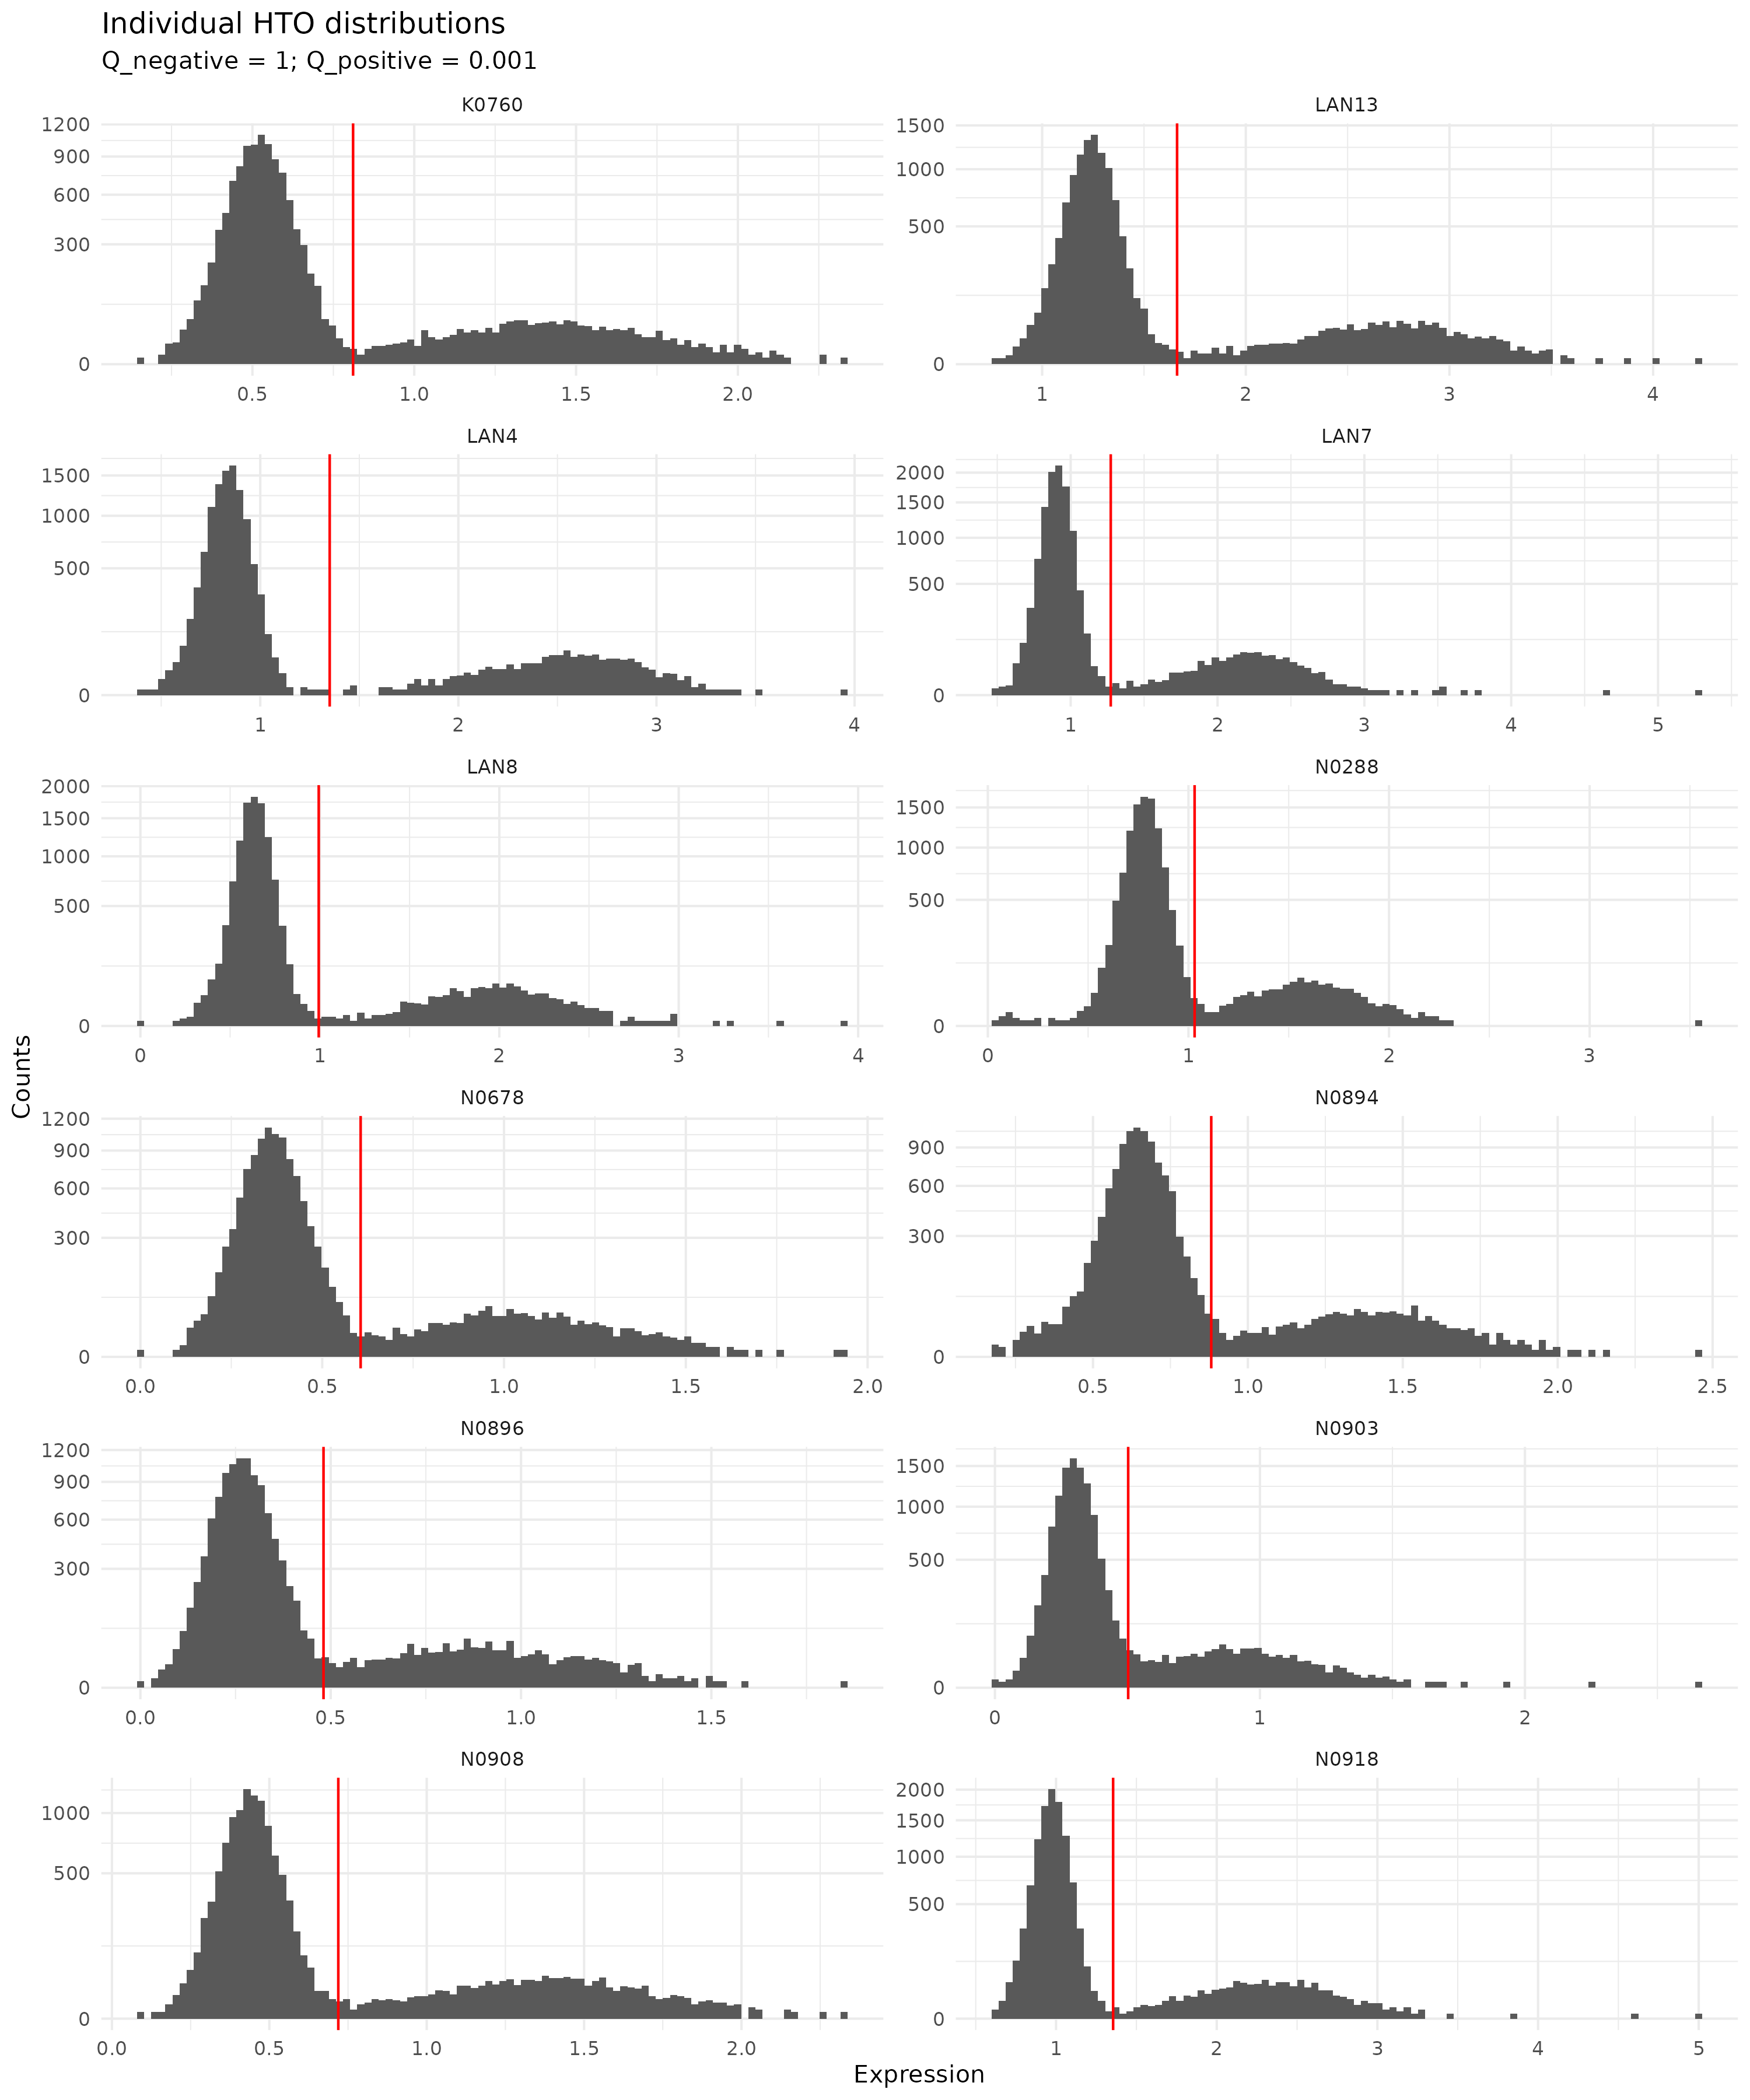 Individual HTO distributions
Q_negative = 1; Q_positive = 0.001
K0760
1200
900
600
300
0
0.5 1.0 1.5 2.0
LAN13
1500
1000
500
0
1 2 3 4
LAN4
1500
1000
500
0
1 2 3 4
LAN7
2000
1500
1000
500
0
1 2 3 4 5
LAN8
2000
1500
1000
500
0
0 1 2 3 4
N0288
1500
1000
500
0
0 1 2 3
N0678
1200
900
600
300
0
0.0 0.5 1.0 1.5 2.0
N0894
900
600
300
0
0.5 1.0 1.5 2.0 2.5
N0896
1200
900
600
300
0
0.0 0.5 1.0 1.5
N0903
1500
1000
500
0
0 1 2
N0908
1000
500
0
0.0 0.5 1.0 1.5 2.0
N0918
2000
1500
1000
500
0
1 2 3 4 5
Counts
Expression